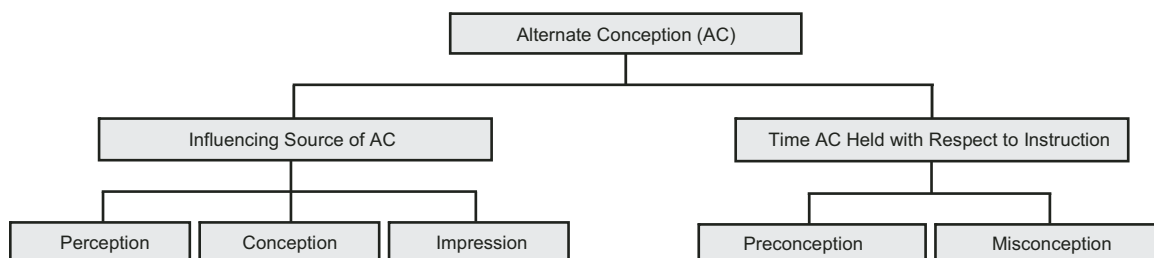 Alternate Conception (AC)
Influencing Source of AC
Time AC Held with Respect to Instruction
Perception
Conception
Impression
Preconception
Misconception